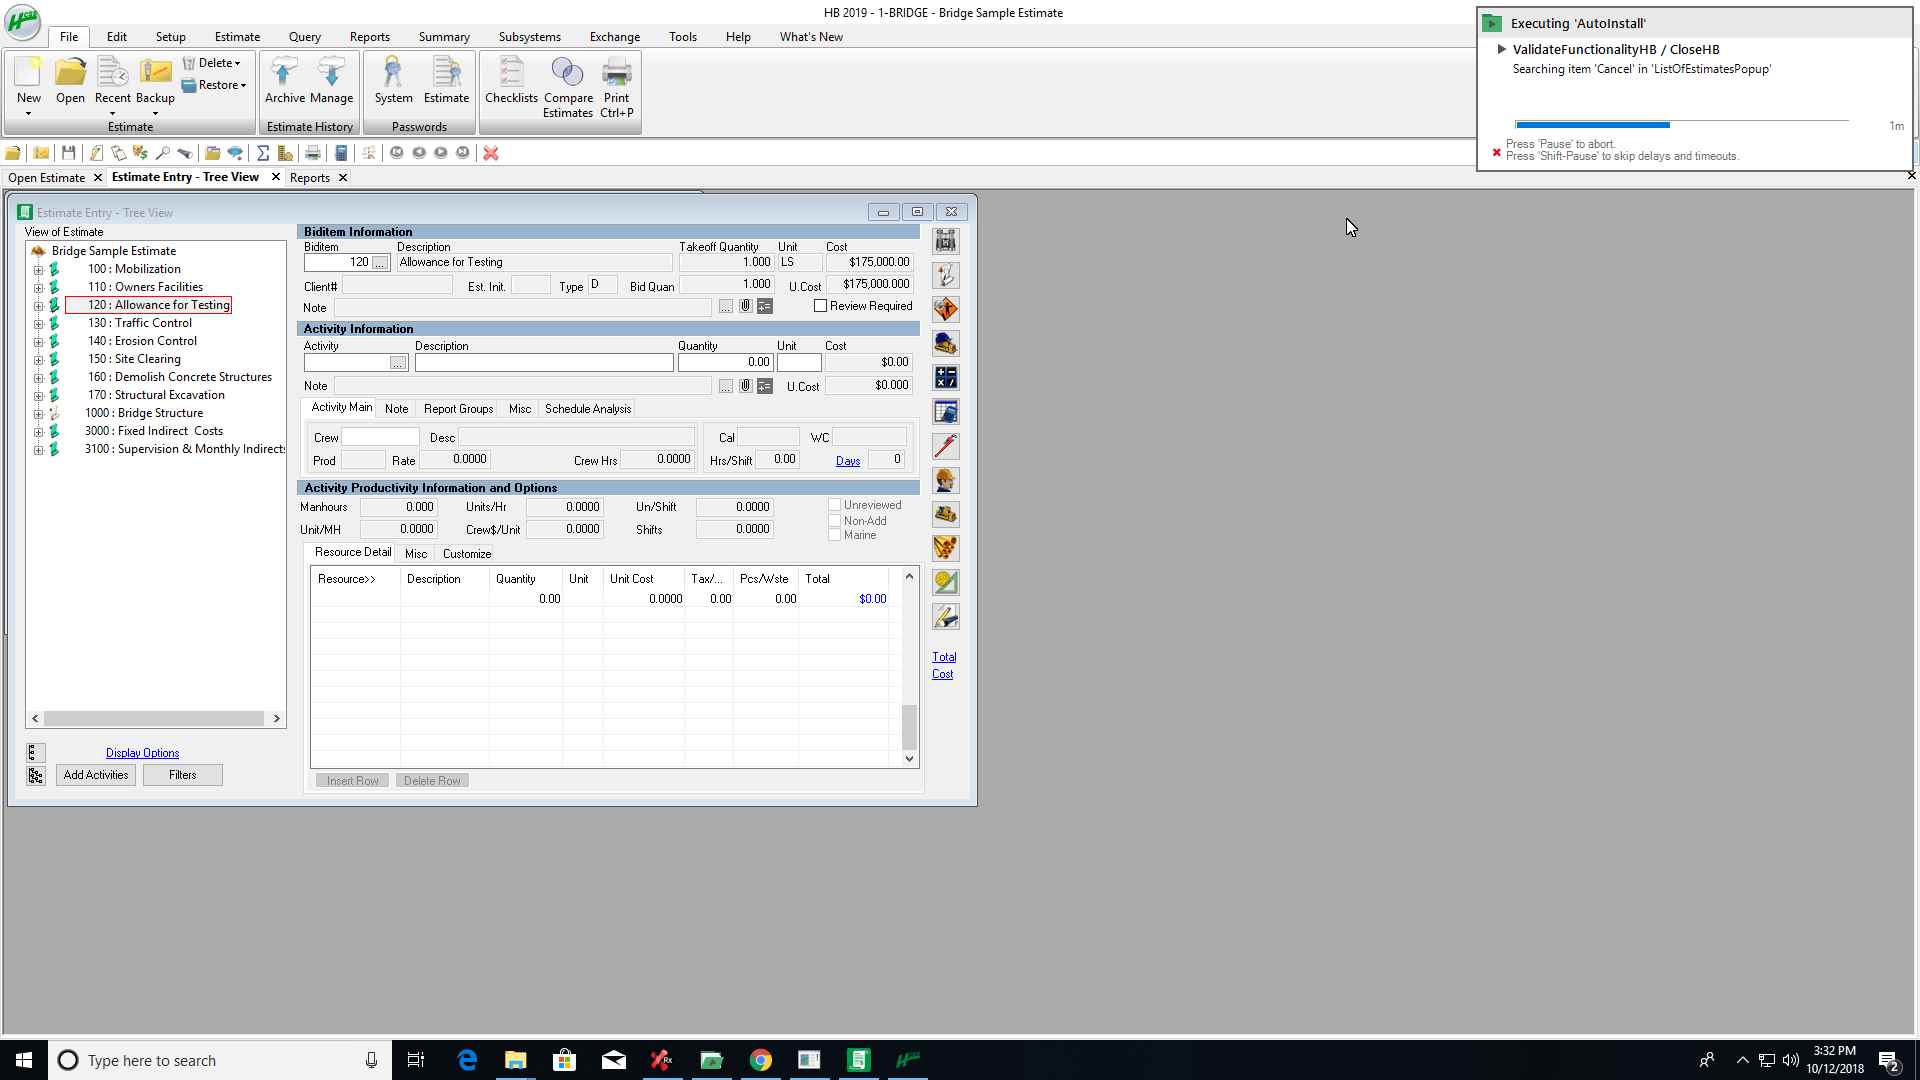 HB 2019 - 1-BRIDGE - Bridge Sample Estimate
File Edit Setup Estimate Query Reports Summary Subsystems Exchange Tools Help What's New
New Open Recent Backup Delete Restore
Archive Manage
System Estimate
Checklists Compare Estimates Print Ctrl+P
Estimate Estimate History Passwords
Open Estimate Estimate Entry - Tree View Reports
Executing 'AutoInstall'
ValidateFunctionalityHB / CloseHB
Searching item 'Cancel' in 'ListOfEstimatesPopup'
1m
Press 'Pause' to abort.
Press 'Shift-Pause' to skip delays and timeouts.
Estimate Entry - Tree View
View of Estimate
Bridge Sample Estimate
100 : Mobilization
110 : Owners Facilities
120 : Allowance for Testing
130 : Traffic Control
140 : Erosion Control
150 : Site Clearing
160 : Demolish Concrete Structures
170 : Structural Excavation
1000 : Bridge Structure
3000 : Fixed Indirect Costs
3100 : Supervision & Monthly Indirects
Display Options
Add Activities Filters
Biditem Information
Biditem Description Takeoff Quantity Unit Cost
120 ... Allowance for Testing 1.000 LS $175,000.00
Client# Est. Init. Type D Bid Quan 1.000 U.Cost $175,000.000
Note ... Review Required
Activity Information
Activity Description Quantity Unit Cost
... 0.00 $0.00
Note ... U.Cost $0.000
Activity Main Note Report Groups Misc Schedule Analysis
Crew Desc Cal WC
Prod Rate 0.0000 Crew Hrs 0.0000 Hrs/Shift 0.00 Days 0
Activity Productivity Information and Options
Manhours 0.000 Units/Hr 0.0000 Un/Shift 0.0000 Unreviewed
Non-Add
Unit/MH 0.0000 Crew$/Unit 0.0000 Shifts 0.0000 Marine
Resource Detail Misc Customize
Resource>> Description Quantity Unit Unit Cost Tax/... Pcs/Wste Total
0.00 0.0000 0.00 0.00 $0.00
Insert Row Delete Row
Total
Cost
Type here to search
3:32 PM
10/12/2018
2